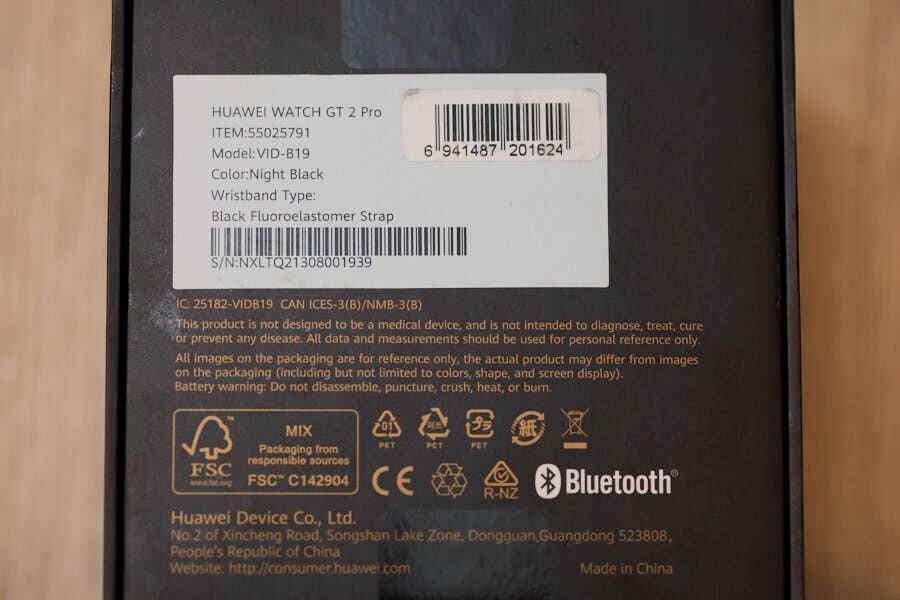 HUAWEI WATCH GT 2 Pro
ITEM:55025791
Model:VID-B19
Color:Night Black
Wristband Type:
Black Fluoroelastomer Strap
S/N:NXLTQ21308001939
6 941487 201624
IC: 25182-VIDB19 CAN ICES-3(B)/NMB-3(B)
This product is not designed to be a medical device, and is not intended to diagnose, treat, cure
or prevent any disease. All data and measurements should be used for personal reference only.
All images on the packaging are for reference only, the actual product may differ from images
on the packaging (including but not limited to colors, shape, and screen display).
Battery warning: Do not disassemble, puncture, crush, heat, or burn.
FSC
www.fsc.org
MIX
Packaging from
responsible sources
FSC™ C142904
01
PET
PET
プラ
PET
紙
CE
R-NZ
Bluetooth®
Huawei Device Co., Ltd.
No.2 of Xincheng Road, Songshan Lake Zone, Dongguan,Guangdong 523808,
People's Republic of China
Website: http://consumer.huawei.com
Made in China